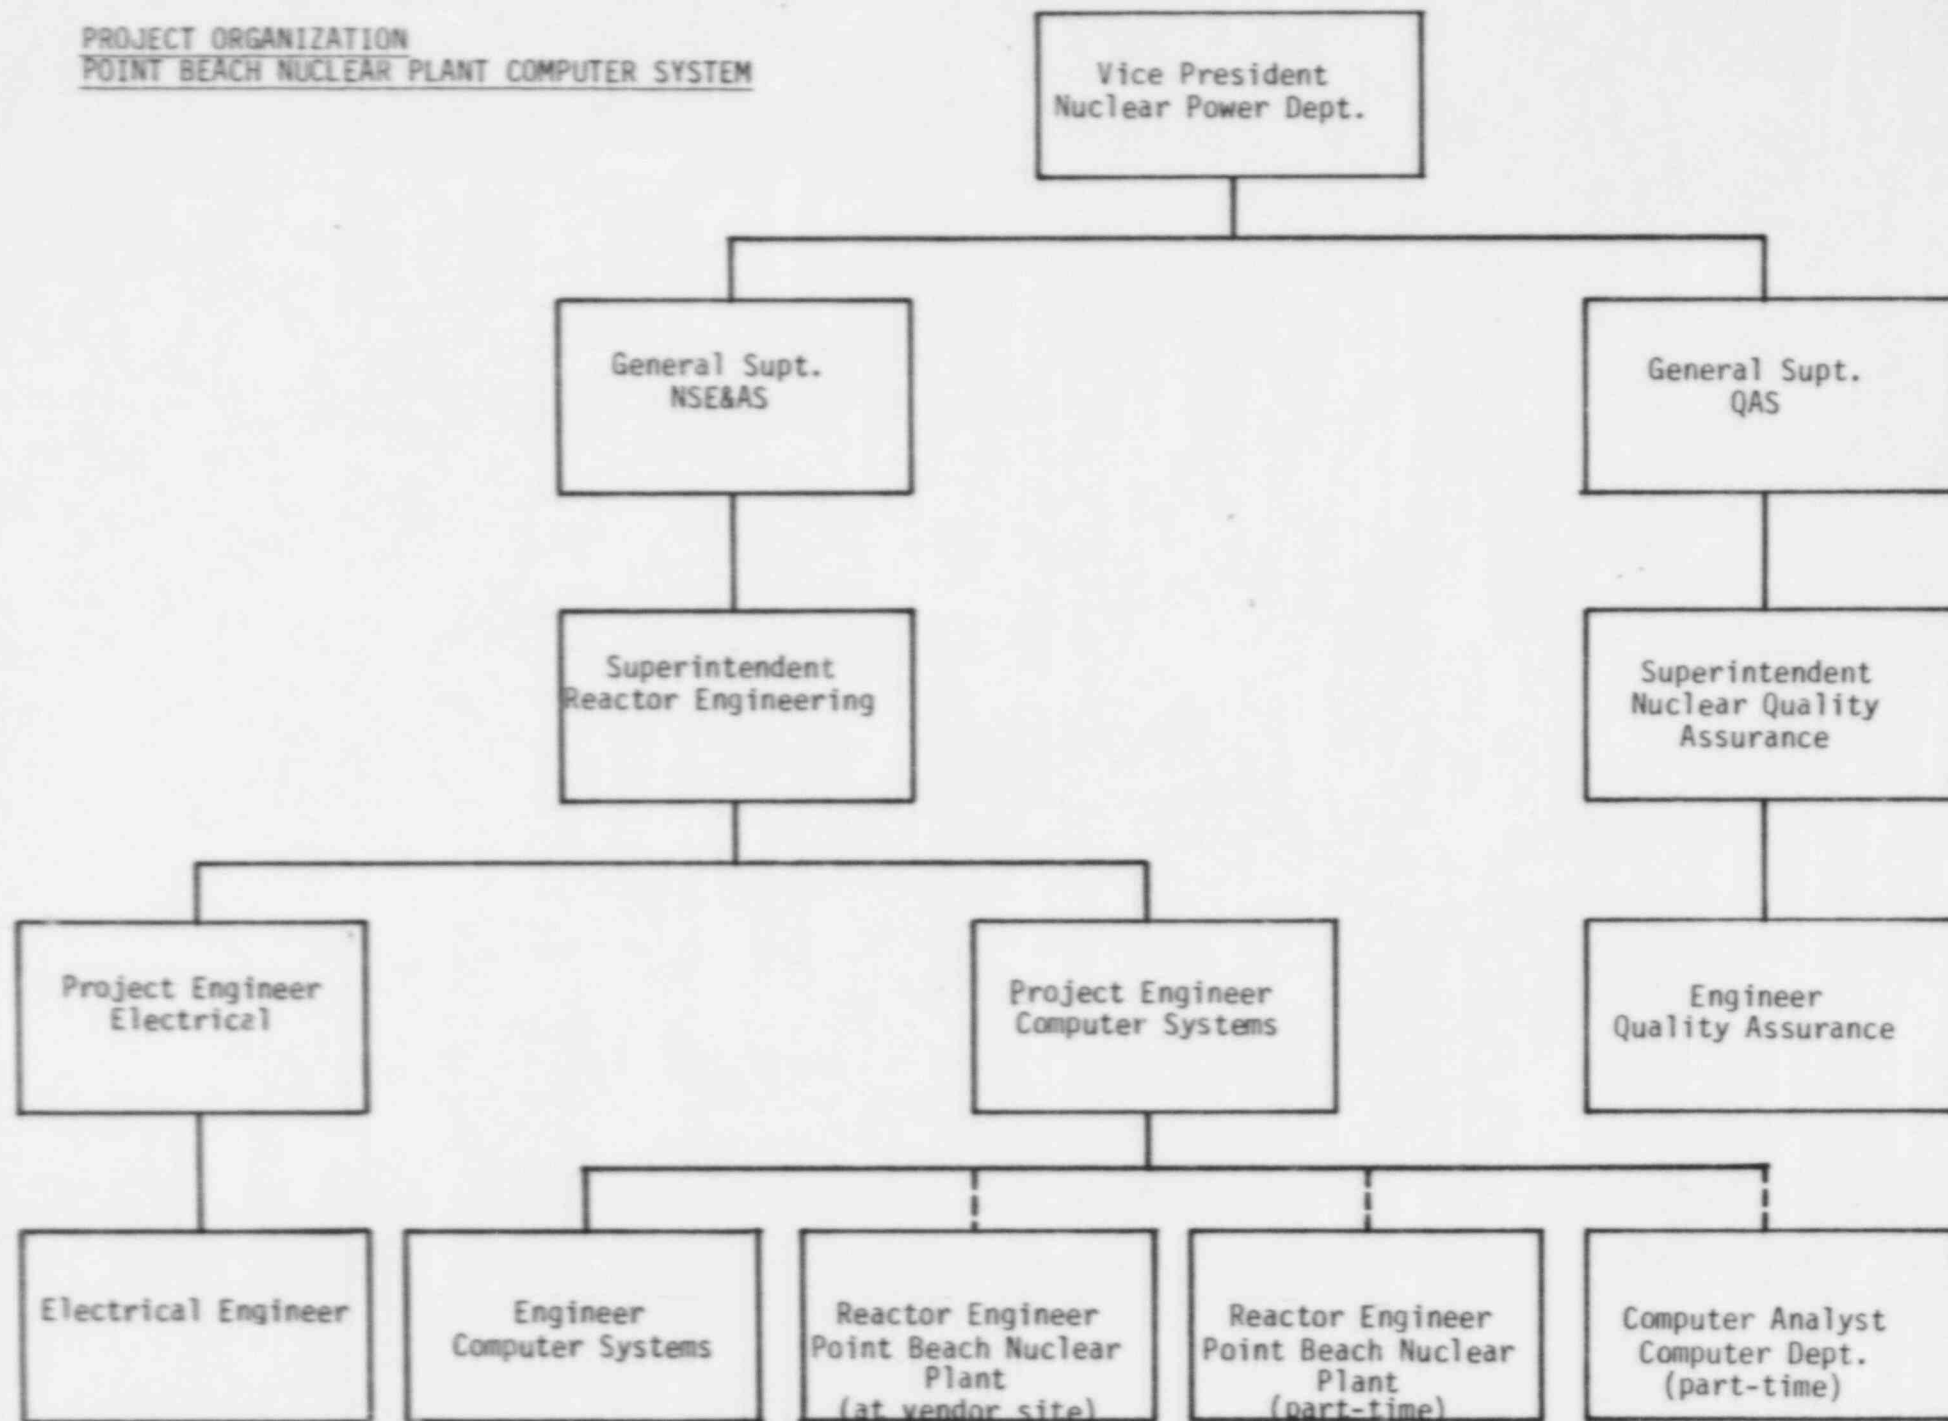 PROJECT ORGANIZATION
POINT BEACH NUCLEAR PLANT COMPUTER SYSTEM
Vice President
Nuclear Power Dept.
General Supt.
NSE&AS
General Supt.
QAS
Superintendent
Reactor Engineering
Superintendent
Nuclear Quality
Assurance
Project Engineer
Electrical
Project Engineer
Computer Systems
Engineer
Quality Assurance
Electrical Engineer
Engineer
Computer Systems
Reactor Engineer
Point Beach Nuclear
Plant
(at vendor site)
Reactor Engineer
Point Beach Nuclear
Plant
(part-time)
Computer Analyst
Computer Dept.
(part-time)